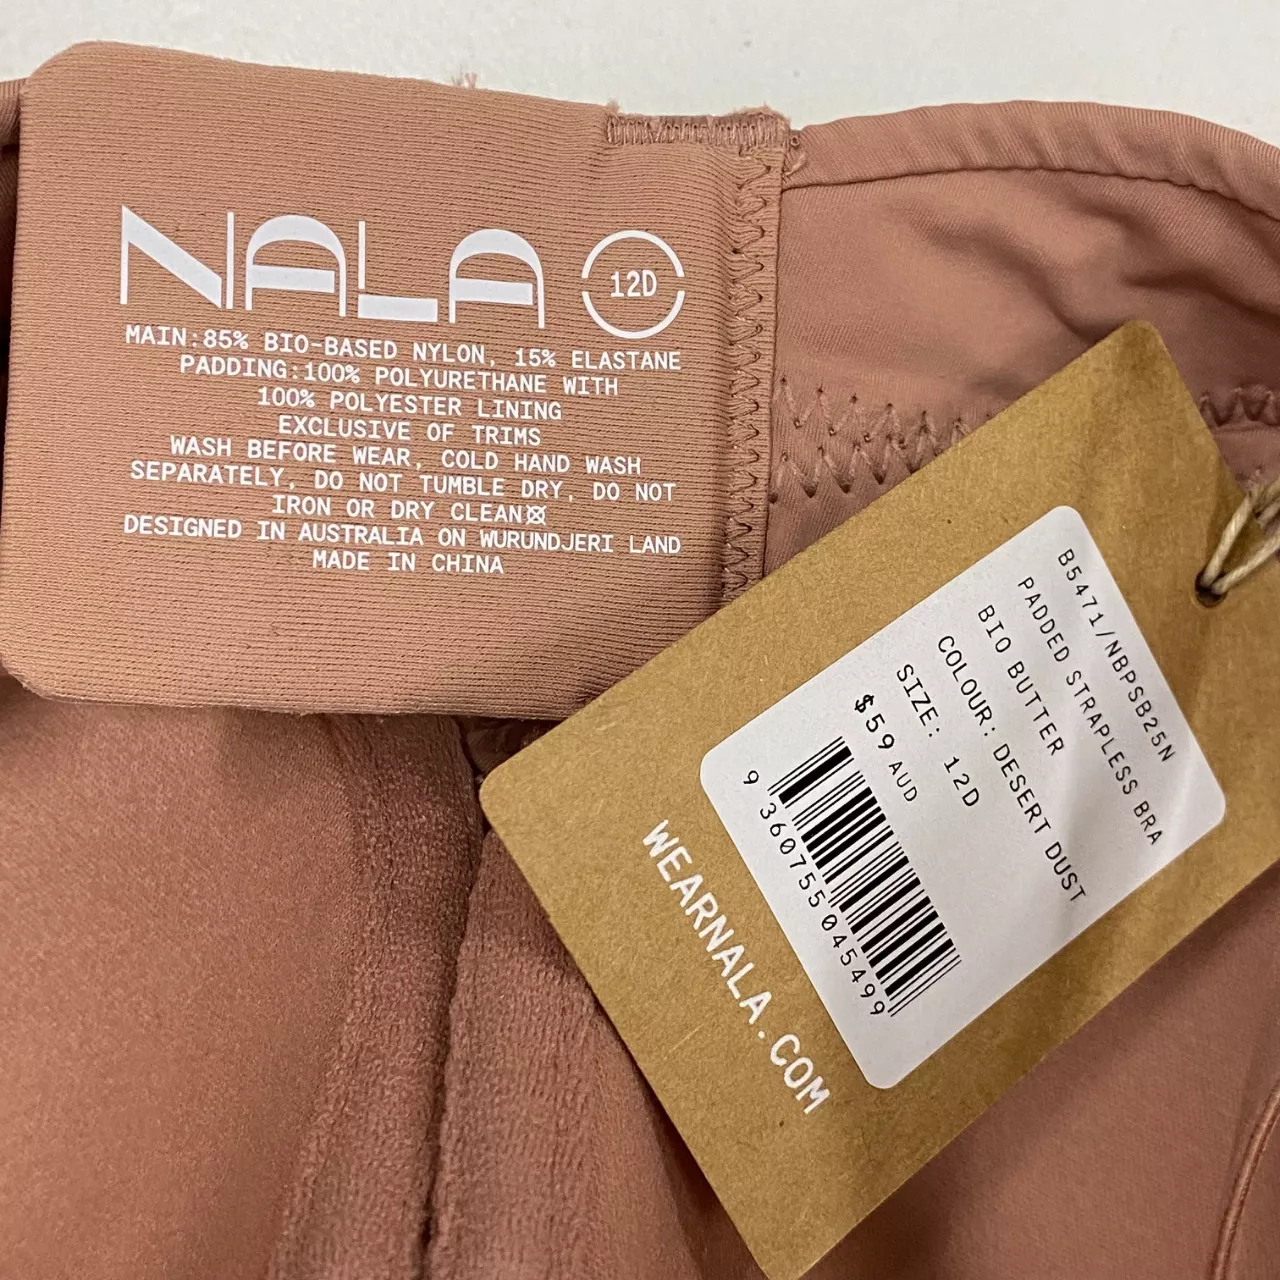 NALA
12D
MAIN:85% BIO-BASED NYLON, 15% ELASTANE
PADDING:100% POLYURETHANE WITH
100% POLYESTER LINING
EXCLUSIVE OF TRIMS
WASH BEFORE WEAR, COLD HAND WASH
SEPARATELY, DO NOT TUMBLE DRY, DO NOT
IRON OR DRY CLEAN
DESIGNED IN AUSTRALIA ON WURUNDJERI LAND
MADE IN CHINA
B5471/NBPSB25N
PADDED STRAPLESS BRA
BIO BUTTER
COLOUR: DESERT DUST
SIZE: 12D
$59 AUD
9 360755 045499
WEARNALA.COM